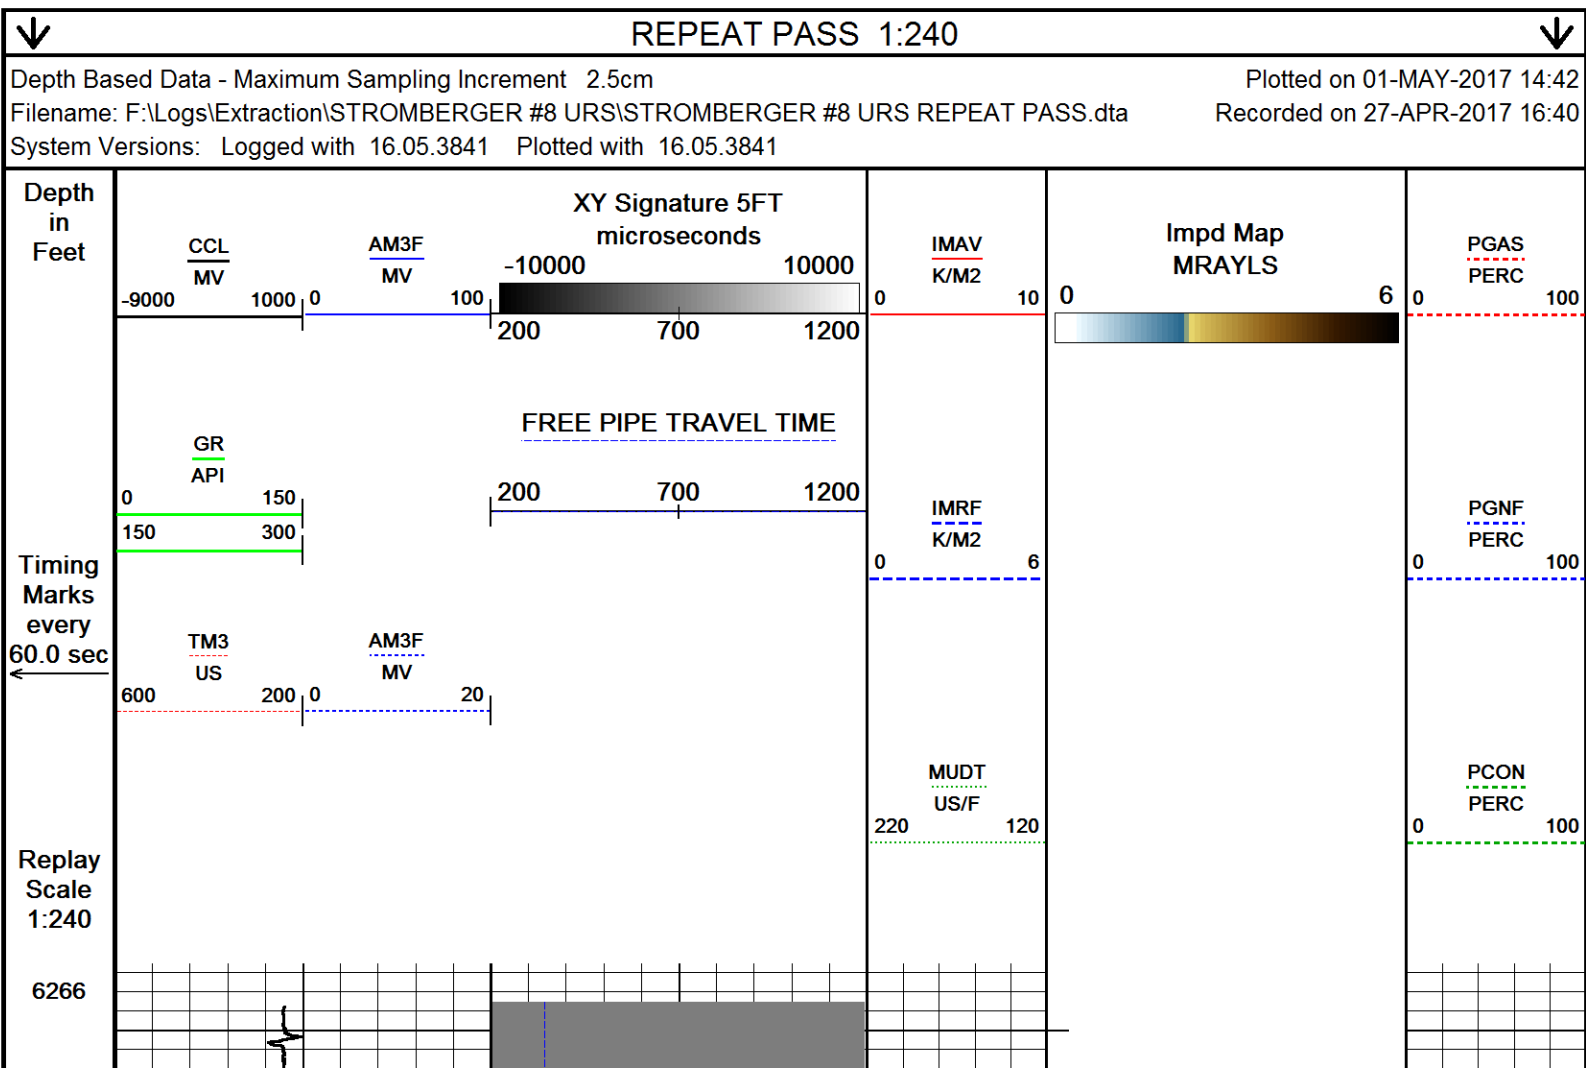 REPEAT PASS 1:240
Depth Based Data - Maximum Sampling Increment 2.5cm
Plotted on 01-MAY-2017 14:42
Filename: F:\Logs\Extraction\STROMBERGER #8 URS\STROMBERGER #8 URS REPEAT PASS.dta
Recorded on 27-APR-2017 16:40
System Versions: Logged with 16.05.3841 Plotted with 16.05.3841
Depth
in
Feet
Timing
Marks
every
60.0 sec
Replay
Scale
1:240
6266
CCL
MV
-9000 1000
GR
API
0 150
150 300
TM3
US
600 200
AM3F
MV
0 100
AM3F
MV
0 20
XY Signature 5FT
microseconds
-10000 10000
200 700 1200
FREE PIPE TRAVEL TIME
200 700 1200
IMAV
K/M2
0 10
IMRF
K/M2
0 6
MUDT
US/F
220 120
Impd Map
MRAYLS
0 6
PGAS
PERC
0 100
PGNF
PERC
0 100
PCON
PERC
0 100